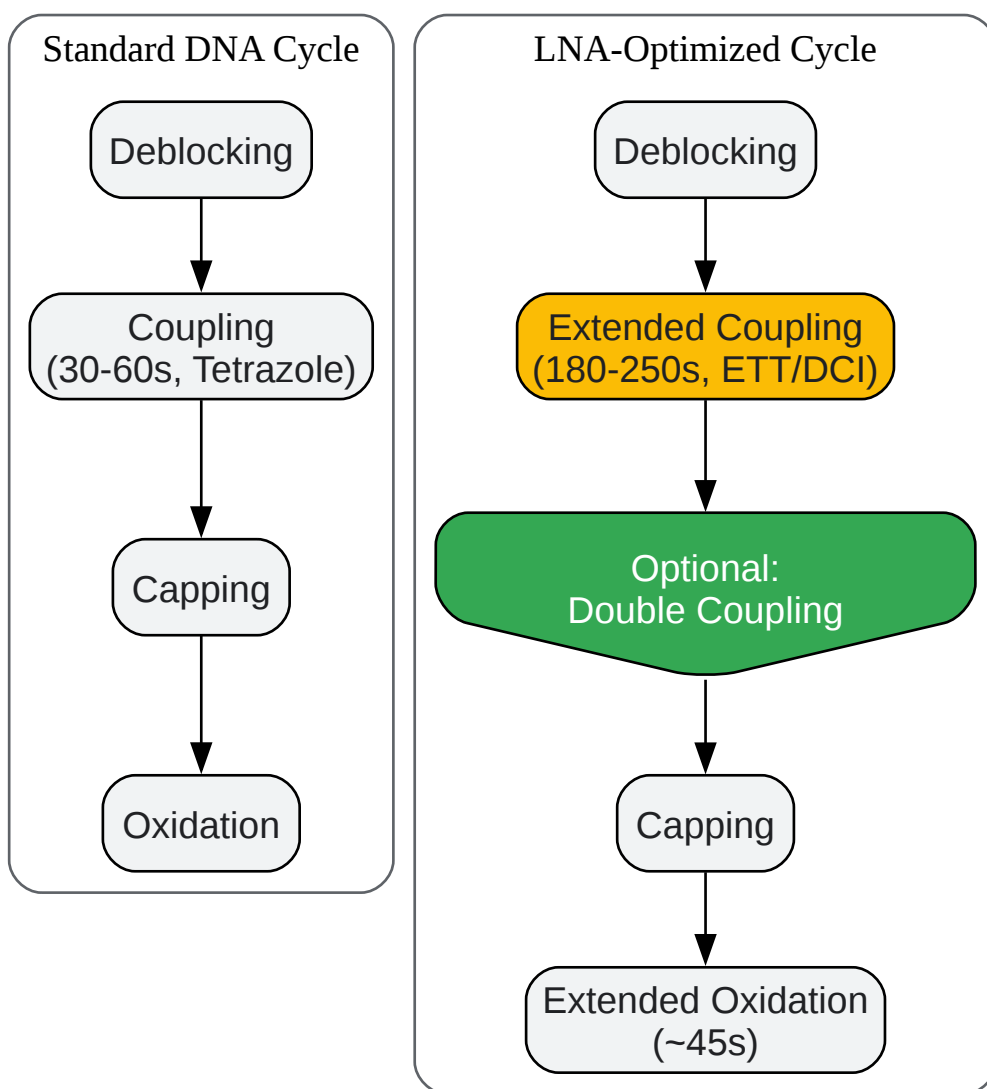 Standard DNA Cycle
Deblocking
Coupling
(30-60s, Tetrazole)
Capping
Oxidation
LNA-Optimized Cycle
Deblocking
Extended Coupling
(180-250s, ETT/DCI)
Optional:
Double Coupling
Capping
Extended Oxidation
(~45s)